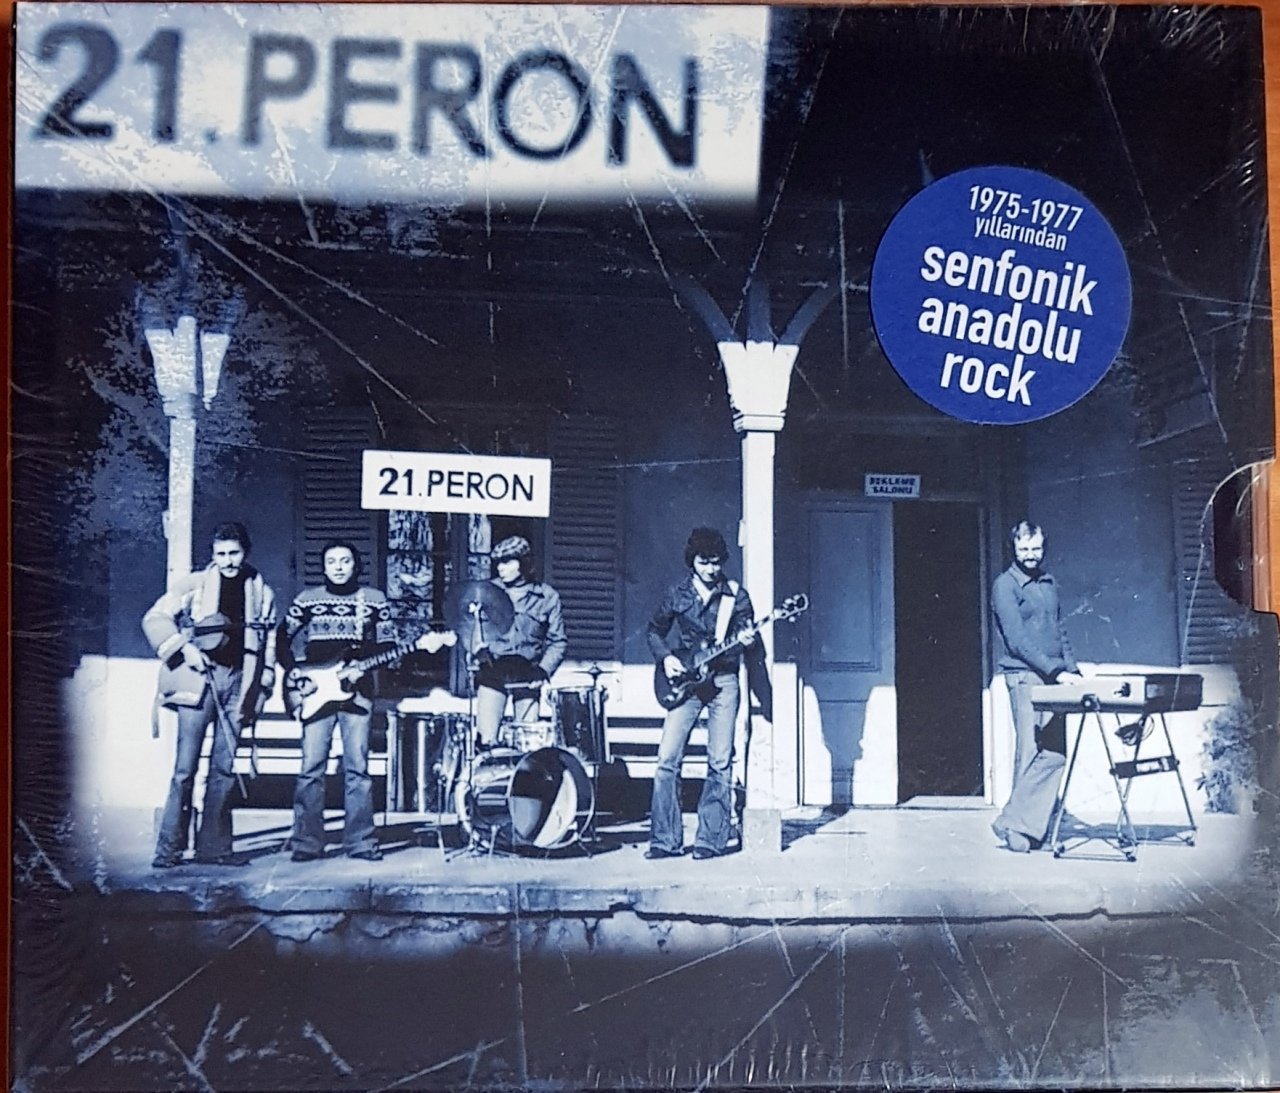 21.PERON
1975-1977
yıllarından
senfonik
anadolu
rock
21.PERON
BEKLEME
SALONU